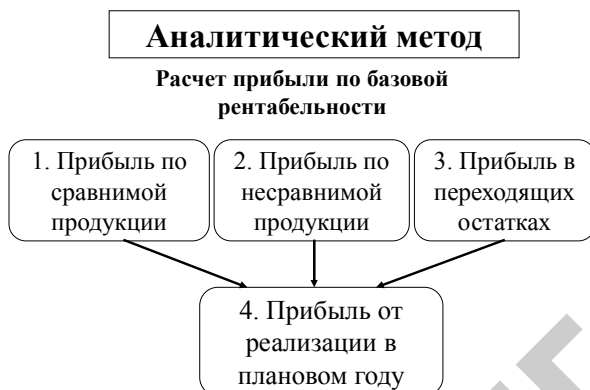 Аналитический метод
Расчет прибыли по базовой
рентабельности
1. Прибыль по
сравнимой
продукции
2. Прибыль по
несравнимой
продукции
3. Прибыль в
переходящих
остатках
4. Прибыль от
реализации в
плановом году